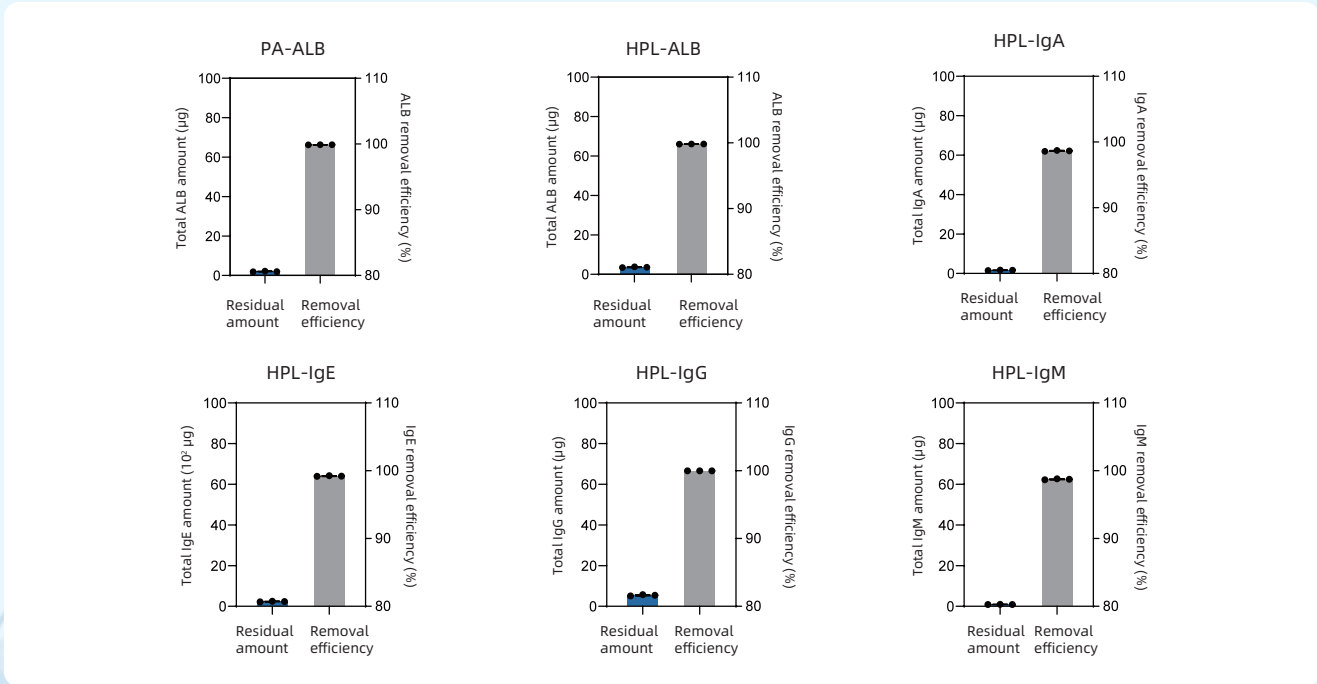 PA-ALB
100
80
60
40
20
0
Total ALB amount (μg)
110
100
90
80
ALB removal efficiency (%)
Residual
amount
Removal
efficiency
HPL-ALB
100
80
60
40
20
0
Total ALB amount (μg)
110
100
90
80
ALB removal efficiency (%)
Residual
amount
Removal
efficiency
HPL-IgA
100
80
60
40
20
0
Total IgA amount (μg)
110
100
90
80
IgA removal efficiency (%)
Residual
amount
Removal
efficiency
HPL-IgE
100
80
60
40
20
0
Total IgE amount (10² μg)
110
100
90
80
IgE removal efficiency (%)
Residual
amount
Removal
efficiency
HPL-IgG
100
80
60
40
20
0
Total IgG amount (μg)
110
100
90
80
IgG removal efficiency (%)
Residual
amount
Removal
efficiency
HPL-IgM
100
80
60
40
20
0
Total IgM amount (μg)
110
100
90
80
IgM removal efficiency (%)
Residual
amount
Removal
efficiency